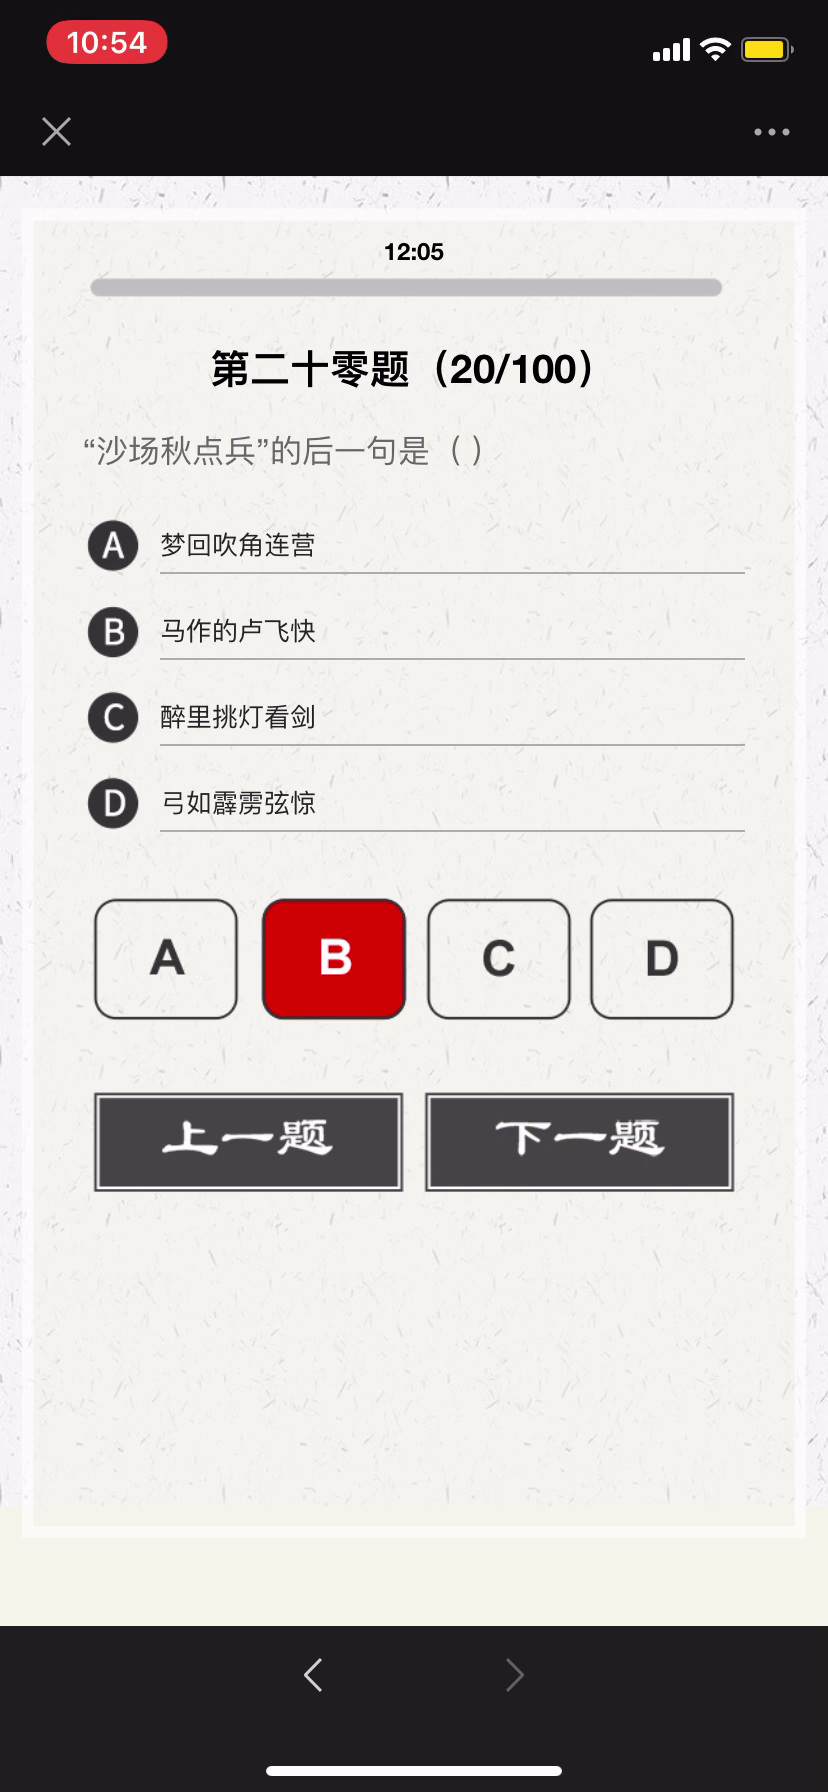 10:54
12:05
第二十零题（20/100）
“沙场秋点兵”的后一句是（ ）
A 梦回吹角连营
B 马作的卢飞快
C 醉里挑灯看剑
D 弓如霹雳弦惊
A B C D
上一题 下一题